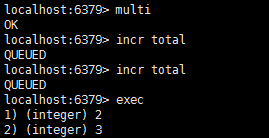 localhost:6379> multi
OK
localhost:6379> incr total
QUEUED
localhost:6379> incr total
QUEUED
localhost:6379> exec
1) (integer) 2
2) (integer) 3